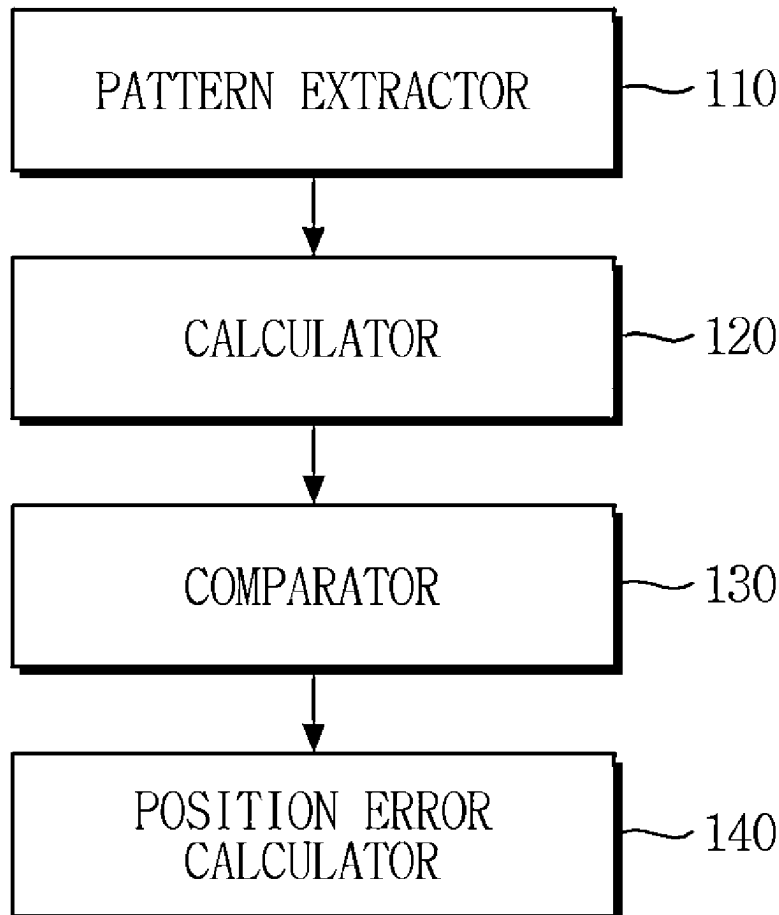 PATTERN EXTRACTOR
110
CALCULATOR
120
COMPARATOR
130
POSITION ERROR
CALCULATOR
140